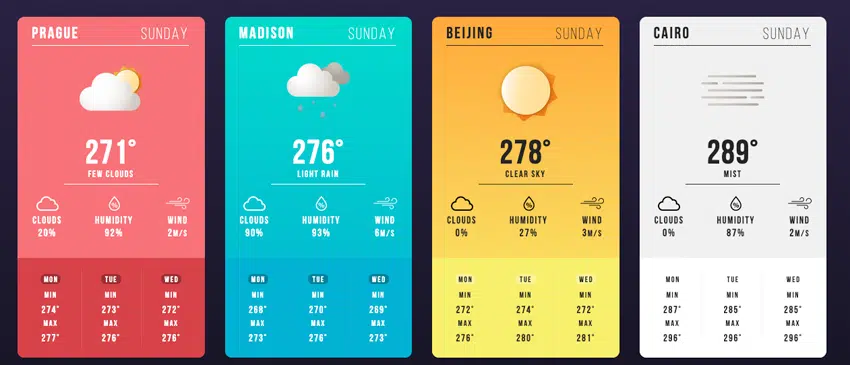 PRAGUE SUNDAY
271°
FEW CLOUDS
CLOUDS HUMIDITY WIND
20% 92% 2M/S
MON TUE WED
MIN MIN MIN
274° 273° 272°
MAX MAX MAX
277° 276° 276°
MADISON SUNDAY
276°
LIGHT RAIN
CLOUDS HUMIDITY WIND
90% 93% 6M/S
MON TUE WED
MIN MIN MIN
268° 270° 269°
MAX MAX MAX
273° 276° 273°
BEIJING SUNDAY
278°
CLEAR SKY
CLOUDS HUMIDITY WIND
0% 27% 3M/S
MON TUE WED
MIN MIN MIN
272° 274° 272°
MAX MAX MAX
276° 280° 281°
CAIRO SUNDAY
289°
MIST
CLOUDS HUMIDITY WIND
0% 87% 2M/S
MON TUE WED
MIN MIN MIN
287° 285° 285°
MAX MAX MAX
296° 296° 296°